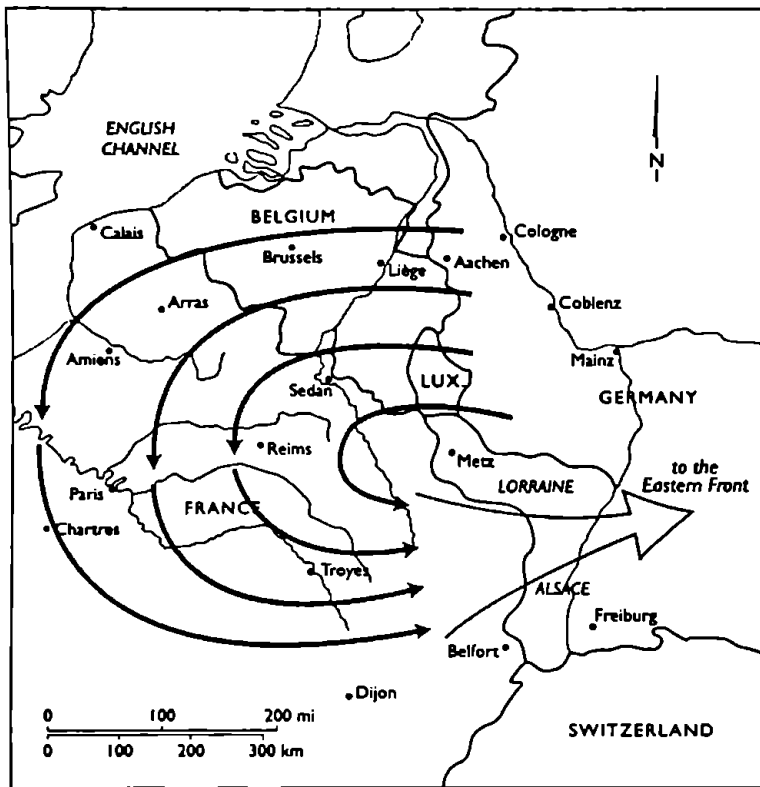 ENGLISH
CHANNEL
N
BELGIUM
Calais
Brussels
Cologne
Liège
Aachen
Arras
Coblenz
Amiens
Mainz
Sedan
LUX.
GERMANY
Reims
Metz
to the
Eastern Front
LORRAINE
Paris
FRANCE
Chartres
Troyes
ALSACE
Freiburg
Belfort
Dijon
0 100 200 mi
0 100 200 300 km
SWITZERLAND